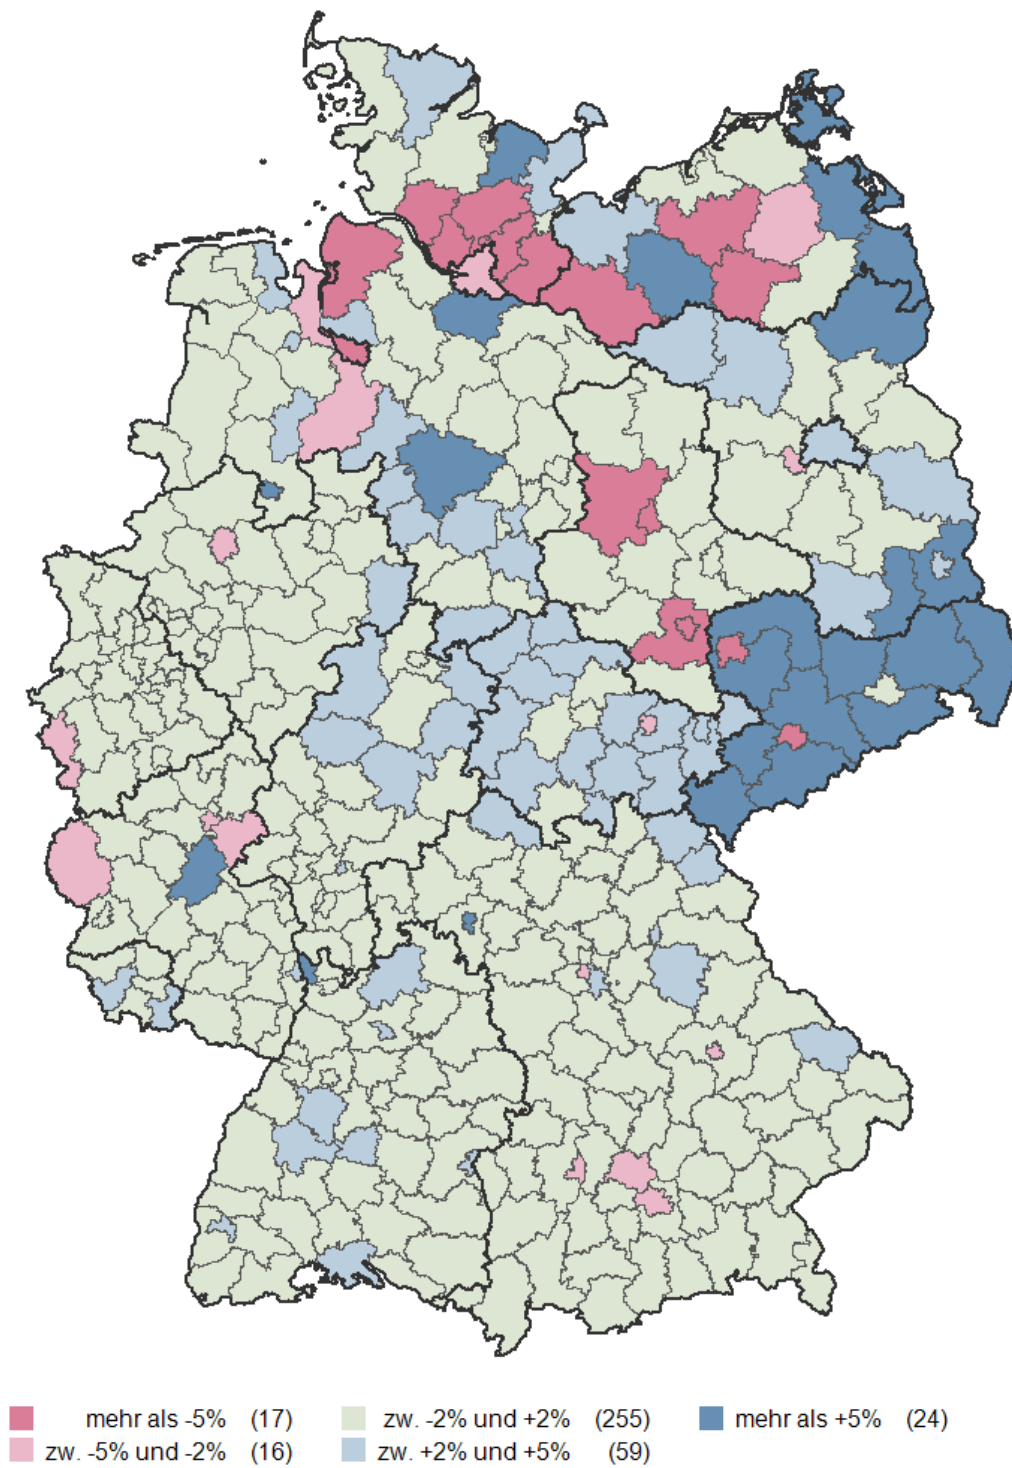 mehr als -5% (17) zw. -2% und +2% (255) mehr als +5% (24)
zw. -5% und -2% (16) zw. +2% und +5% (59)